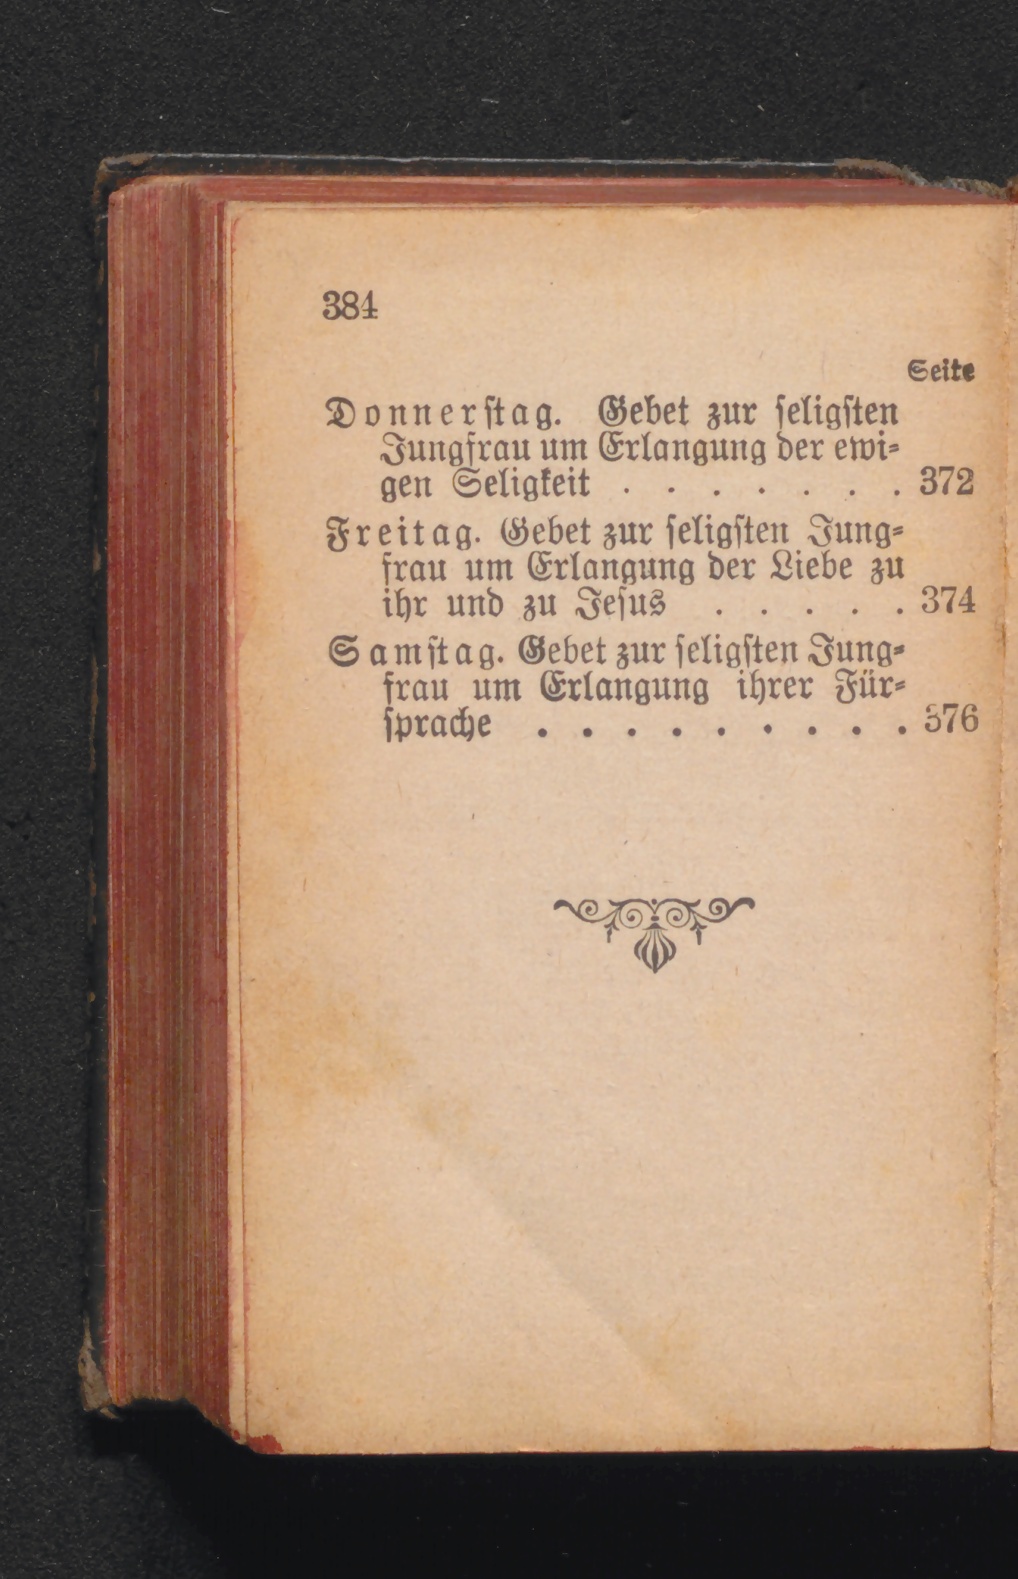 384
Seite
Donnerſtag. Gebet zur ſeligſten
Jungfrau um Erlangung der ewi⸗
gen Seligkeit . . . . . . . 372
Freitag. Gebet zur ſeligſten Jung⸗
frau um Erlangung der Liebe zu
ihr und zu Jeſus . . . . . 374
Samſtag. Gebet zur ſeligſten Jung⸗
frau um Erlangung ihrer Für⸗
ſprache . . . . . . . . . 376